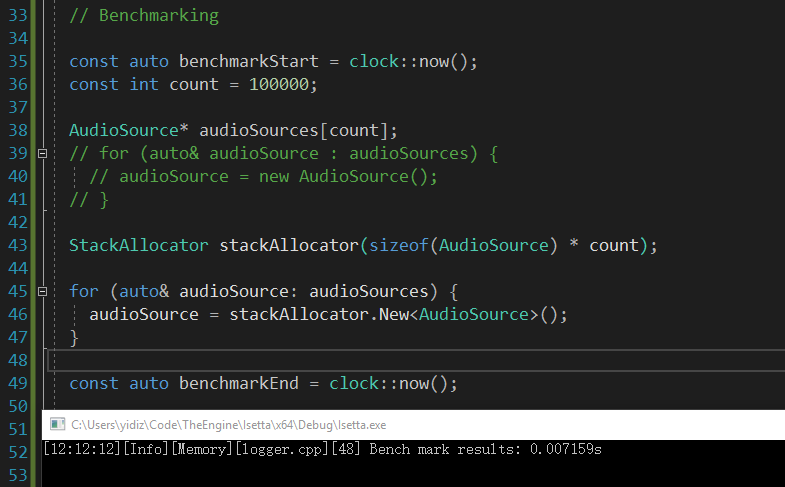 33 // Benchmarking
34
35 const auto benchmarkStart = clock::now();
36 const int count = 100000;
37
38 AudioSource* audioSources[count];
39 // for (auto& audioSource : audioSources) {
40 // audioSource = new AudioSource();
41 // }
42
43 StackAllocator stackAllocator(sizeof(AudioSource) * count);
44
45 for (auto& audioSource: audioSources) {
46 audioSource = stackAllocator.New<AudioSource>();
47 }
48
49 const auto benchmarkEnd = clock::now();
50
51 C:\Users\yidiz\Code\TheEngine\Isetta\x64\Debug\Isetta.exe
52 [12:12:12][Info][Memory][logger.cpp][48] Bench mark results: 0.007159s
53